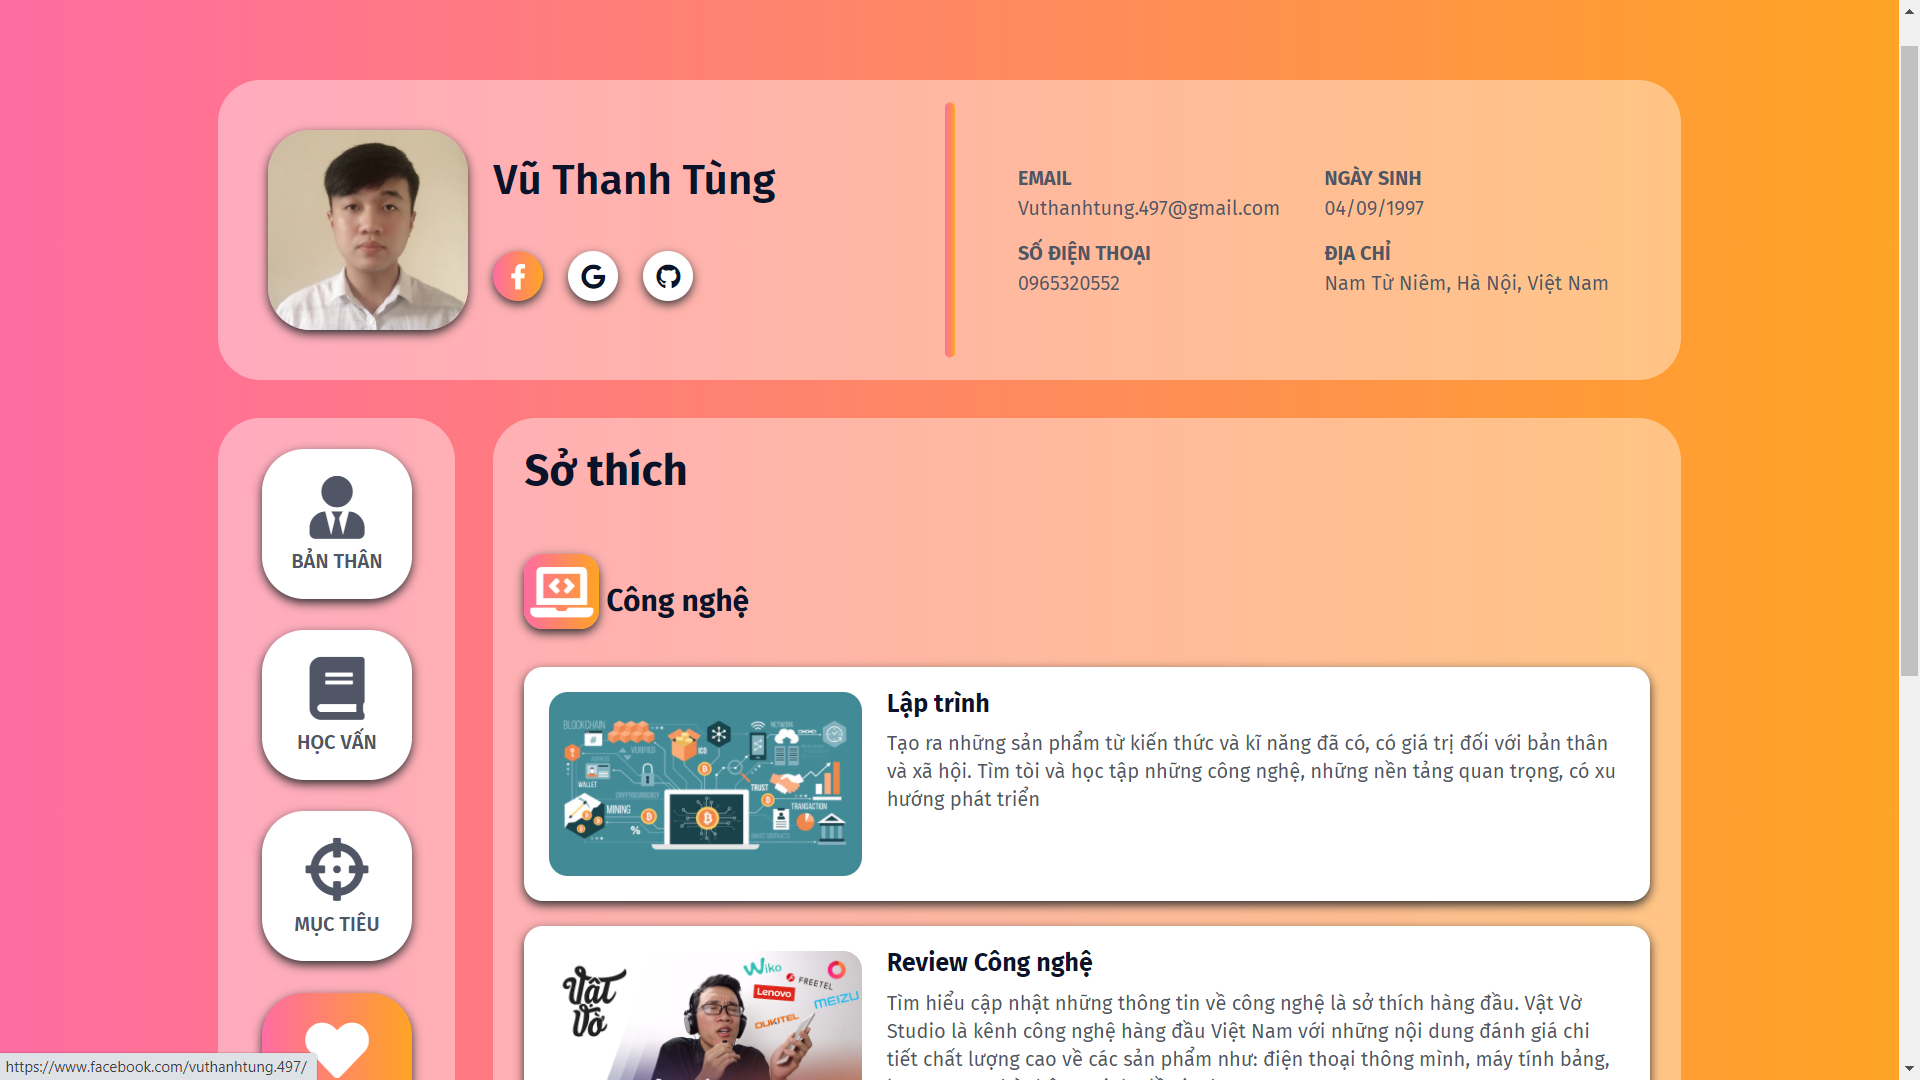 Vũ Thanh Tùng
EMAIL
Vuthanhtung.497@gmail.com
NGÀY SINH
04/09/1997
SỐ ĐIỆN THOẠI
0965320552
ĐỊA CHỈ
Nam Từ Niêm, Hà Nội, Việt Nam
BẢN THÂN
HỌC VẤN
MỤC TIÊU
Sở thích
Công nghệ
BLOCKCHAIN
VERIFIED
ICO
NETWORK
WALLET
CRYPTOCURRENCY
TRUST
MINING
TRANSACTION
SMART CONTRACTS
%
Lập trình
Tạo ra những sản phẩm từ kiến thức và kĩ năng đã có, có giá trị đối với bản thân
và xã hội. Tìm tòi và học tập những công nghệ, những nền tảng quan trọng, có xu
hướng phát triển
Vật
Vờ
Wiko
FREETEL
Lenovo
MEIZU
OUKITEL
Review Công nghệ
Tìm hiểu cập nhật những thông tin về công nghệ là sở thích hàng đầu. Vật Vờ
Studio là kênh công nghệ hàng đầu Việt Nam với những nội dung đánh giá chi
tiết chất lượng cao về các sản phẩm như: điện thoại thông mình, máy tính bảng,
https://www.facebook.com/vuthanhtung.497/